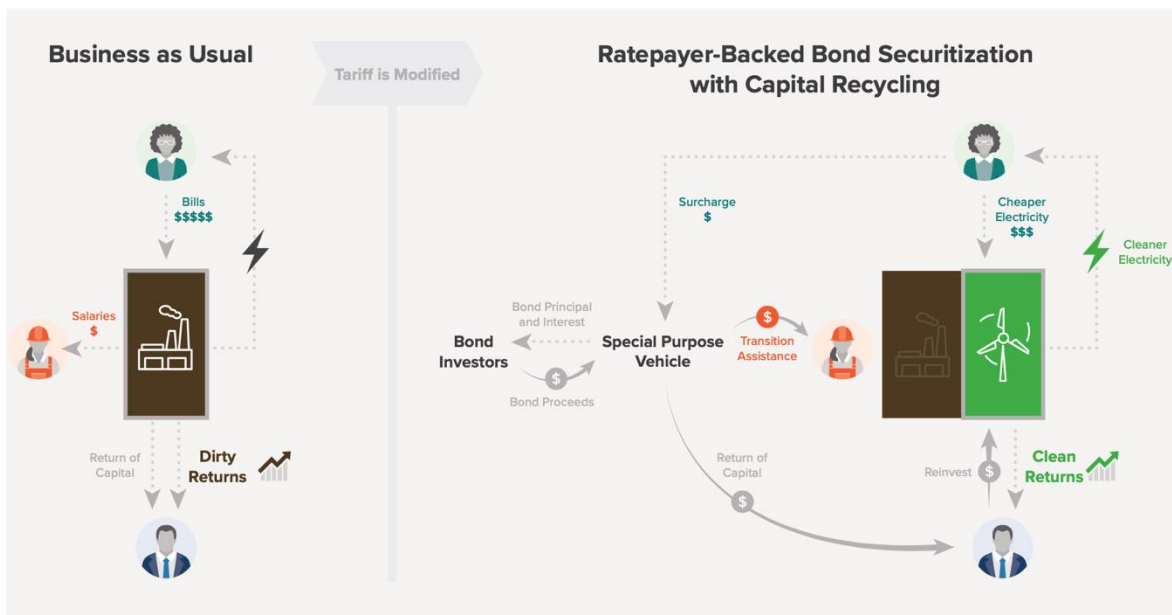 Business as Usual
Tariff is Modified
Ratepayer-Backed Bond Securitization
with Capital Recycling
Bills
$$$$$
Salaries
$
Return of
Capital
Dirty
Returns
Surcharge
$
Cheaper
Electricity
$$$
Cleaner
Electricity
Bond Principal
and Interest
Bond
Investors
$
Bond Proceeds
Special Purpose
Vehicle
$
Transition
Assistance
Return of
Capital
$
Reinvest
$
Clean
Returns